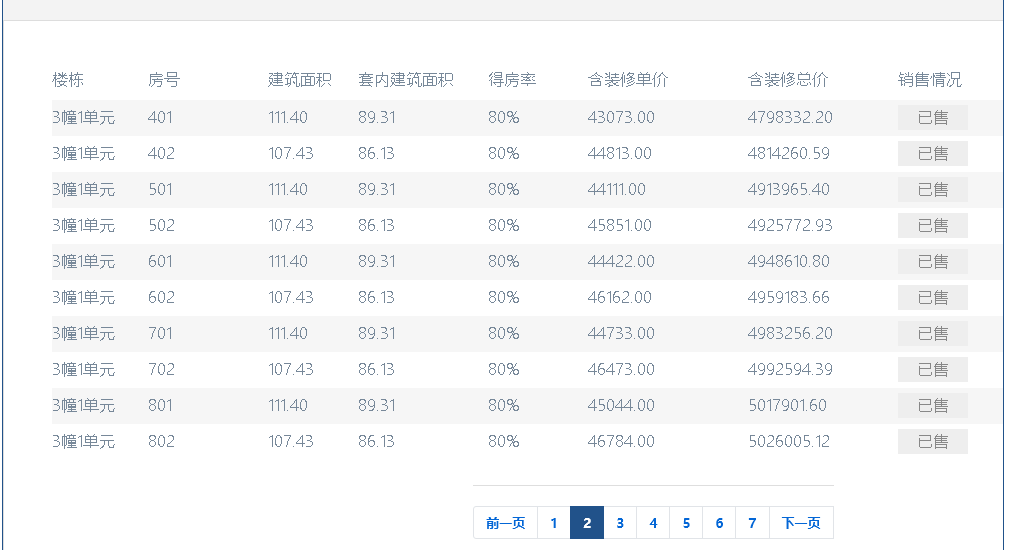 楼栋 房号 建筑面积 套内建筑面积 得房率 含装修单价 含装修总价 销售情况
3幢1单元 401 111.40 89.31 80% 43073.00 4798332.20 已售
3幢1单元 402 107.43 86.13 80% 44813.00 4814260.59 已售
3幢1单元 501 111.40 89.31 80% 44111.00 4913965.40 已售
3幢1单元 502 107.43 86.13 80% 45851.00 4925772.93 已售
3幢1单元 601 111.40 89.31 80% 44422.00 4948610.80 已售
3幢1单元 602 107.43 86.13 80% 46162.00 4959183.66 已售
3幢1单元 701 111.40 89.31 80% 44733.00 4983256.20 已售
3幢1单元 702 107.43 86.13 80% 46473.00 4992594.39 已售
3幢1单元 801 111.40 89.31 80% 45044.00 5017901.60 已售
3幢1单元 802 107.43 86.13 80% 46784.00 5026005.12 已售
前一页 1 2 3 4 5 6 7 下一页